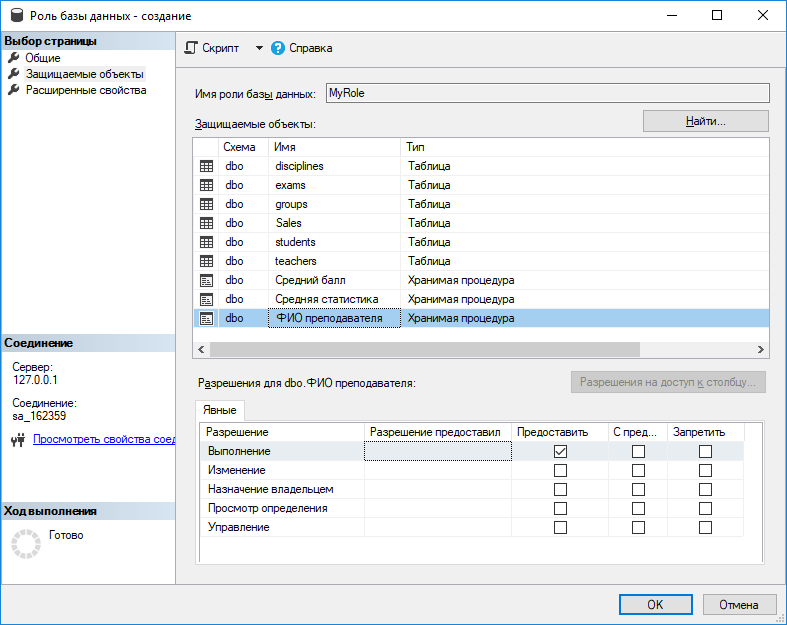 Роль базы данных - создание
Выбор страницы
Общие
Защищаемые объекты
Расширенные свойства
Скрипт
Справка
Имя роли базы данных: MyRole
Защищаемые объекты:
Найти...
Схема Имя Тип
dbo disciplines Таблица
dbo exams Таблица
dbo groups Таблица
dbo Sales Таблица
dbo students Таблица
dbo teachers Таблица
dbo Средний балл Хранимая процедура
dbo Средняя статистика Хранимая процедура
dbo ФИО преподавателя Хранимая процедура
Соединение
Сервер:
127.0.0.1
Соединение:
sa_162359
Просмотреть свойства соед
Разрешения для dbo.ФИО преподавателя:
Разрешения на доступ к столбцу...
Явные
Разрешение Разрешение предоставил Предоставить С пред... Запретить
Выполнение
Изменение
Назначение владельцем
Просмотр определения
Управление
Ход выполнения
Готово
OK
Отмена